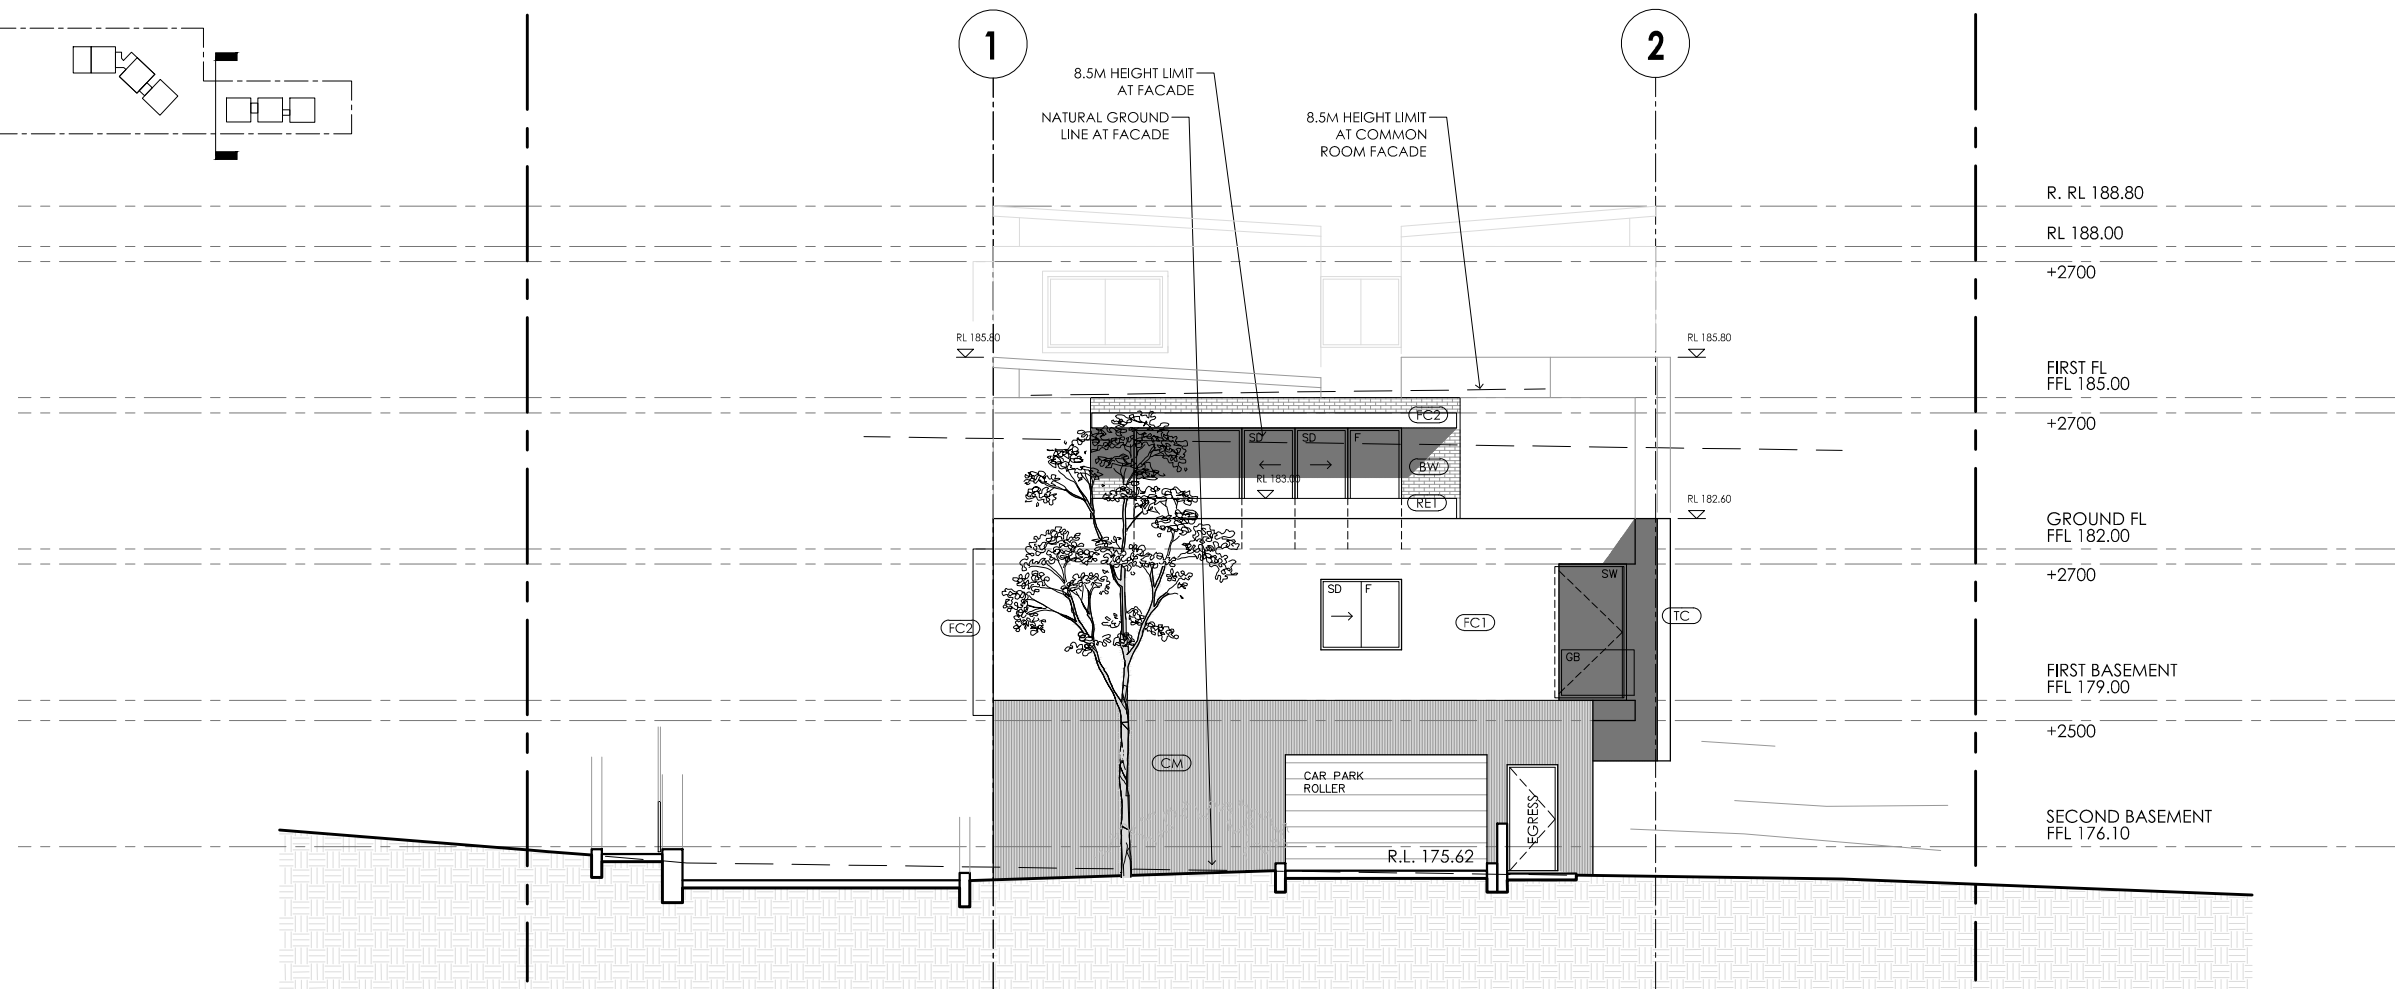 1
2
8.5M HEIGHT LIMIT
AT FACADE
NATURAL GROUND
LINE AT FACADE
8.5M HEIGHT LIMIT
AT COMMON
ROOM FACADE
R. RL 188.80
RL 188.00
+2700
RL 185.80
RL 185.80
FIRST FL
FFL 185.00
+2700
FC2
SD
SD
F
BW
RL 183.00
RE1
RL 182.60
GROUND FL
FFL 182.00
+2700
SW
SD
F
FC2
FC1
TC
GB
FIRST BASEMENT
FFL 179.00
+2500
CM
CAR PARK
ROLLER
EGRESS
SECOND BASEMENT
FFL 176.10
R.L. 175.62